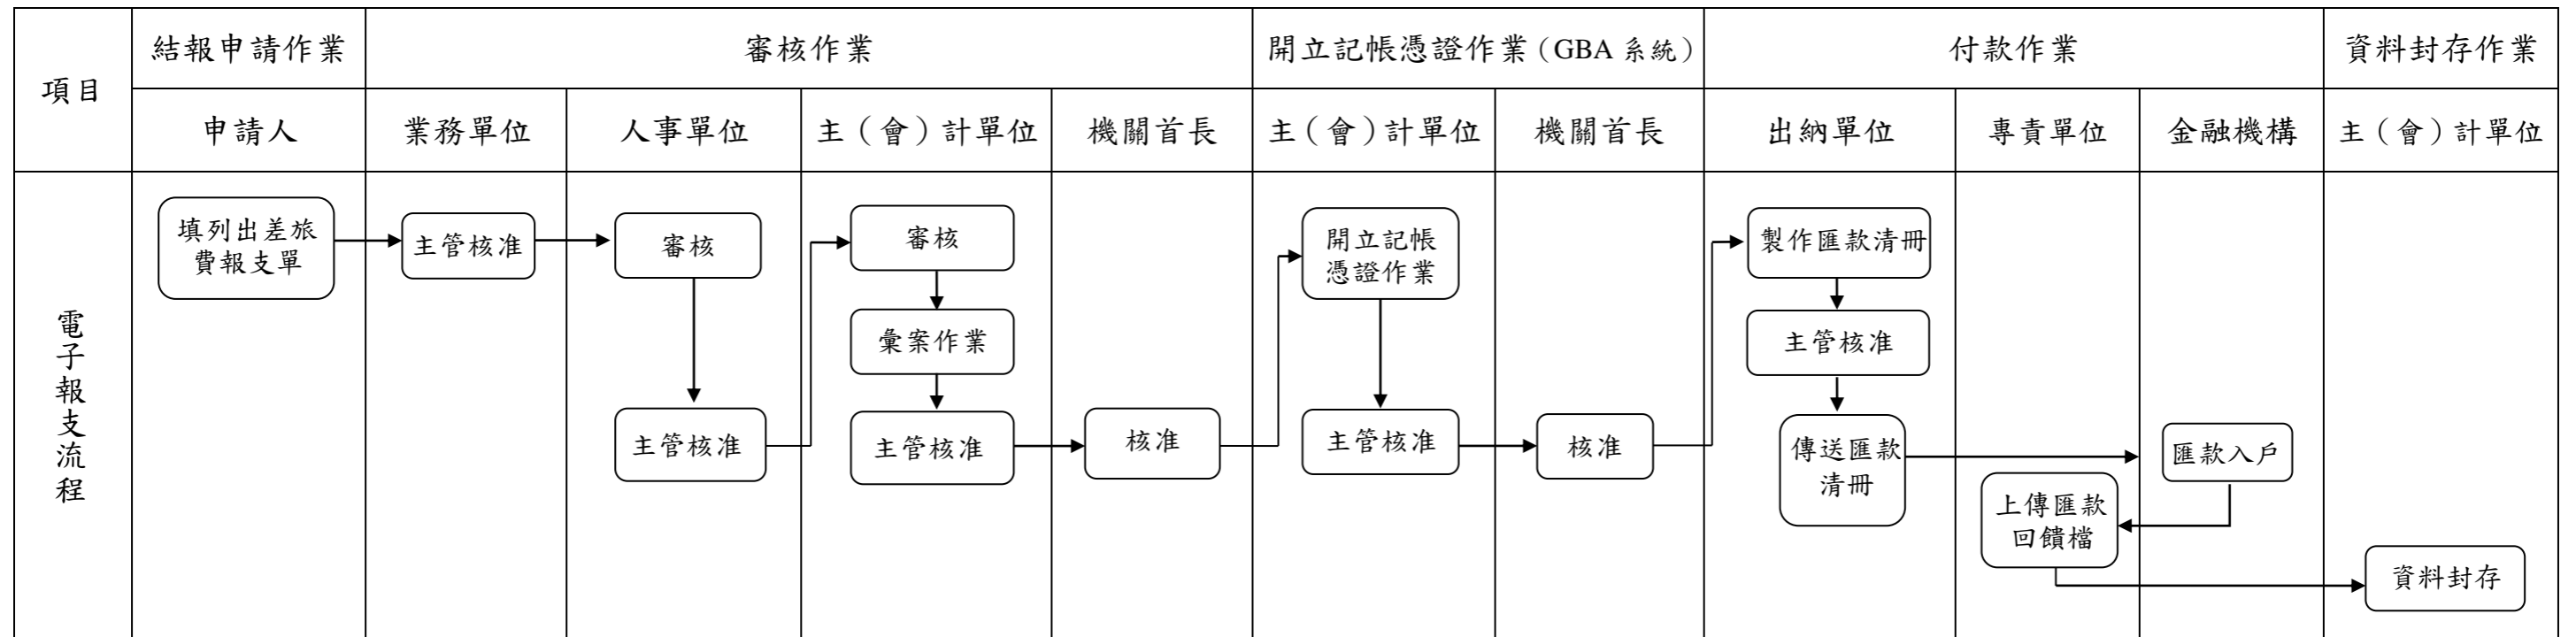 項目
結報申請作業
審核作業
開立記帳憑證作業（GBA 系統）
付款作業
資料封存作業
申請人
業務單位
人事單位
主（會）計單位
機關首長
主（會）計單位
機關首長
出納單位
專責單位
金融機構
主（會）計單位
電子報支流程
填列出差旅
費報支單
主管核准
審核
主管核准
審核
彙案作業
主管核准
核准
開立記帳
憑證作業
主管核准
核准
製作匯款清冊
主管核准
傳送匯款
清冊
匯款入戶
上傳匯款
回饋檔
資料封存